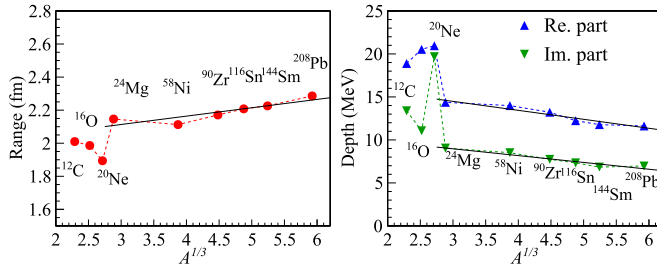 2.8
2.6
2.4
2.2
2
1.8
1.6
Range (fm)
²⁴Mg
⁵⁸Ni
⁹⁰Zr ¹¹⁶Sn ¹⁴⁴Sm
²⁰⁸Pb
¹⁶O
¹²C
²⁰Ne
2 2.5 3 3.5 4 4.5 5 5.5 6
A^{1/3}
25
20
15
10
5
0
Depth (MeV)
²⁰Ne
Re. part
Im. part
¹²C
¹⁶O
²⁴Mg
⁵⁸Ni
⁹⁰Zr ¹¹⁶Sn
¹⁴⁴Sm
²⁰⁸Pb
2 2.5 3 3.5 4 4.5 5 5.5 6
A^{1/3}